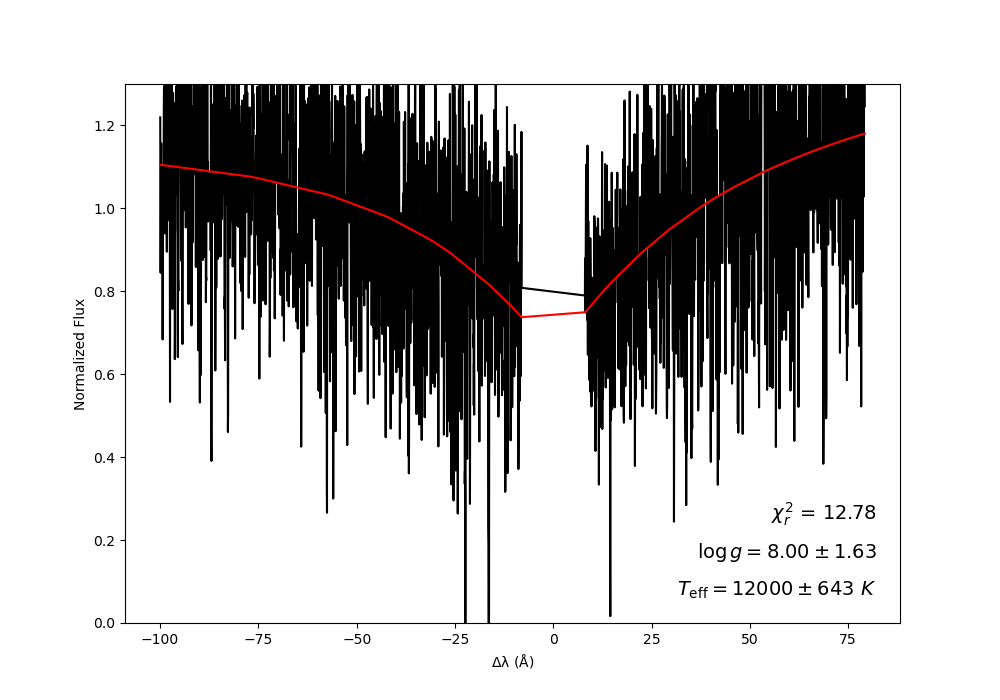 1.2
1.0
0.8
0.6
0.4
0.2
0.0
Normalized Flux
χ²ᵣ = 12.78
log g = 8.00 ± 1.63
T_eff = 12000 ± 643 K
−100 −75 −50 −25 0 25 50 75
Δλ (Å)